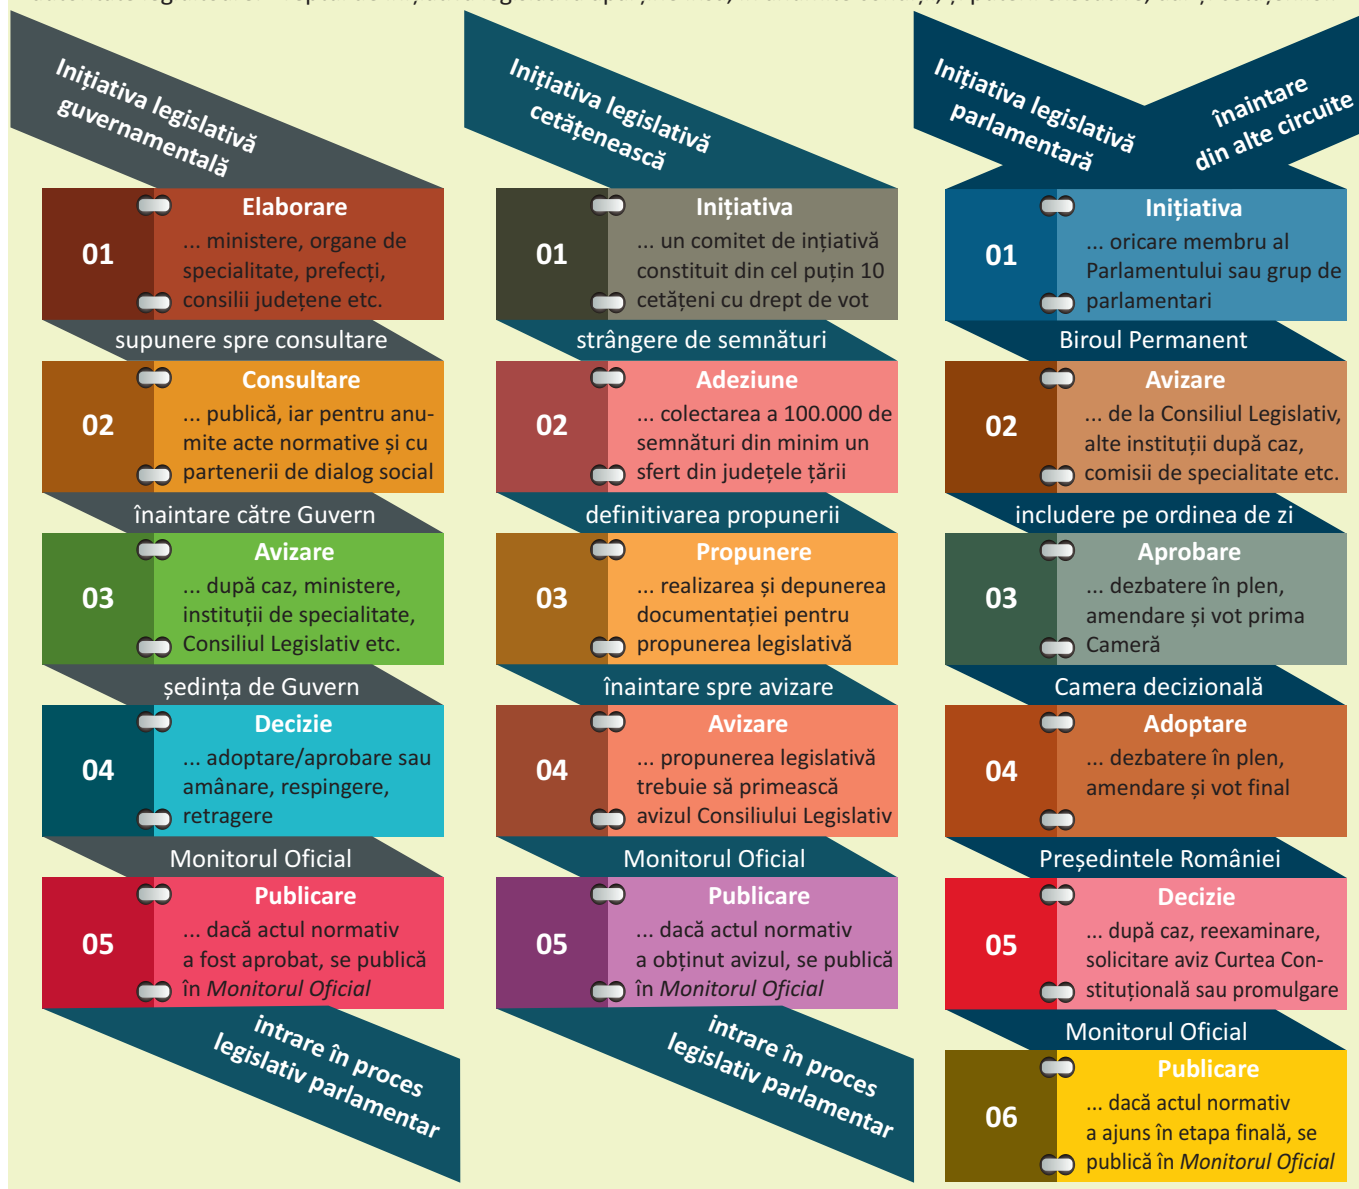 Inițiativa legislativă
guvernamentală
01
Elaborare
... ministere, organe de
specialitate, prefecți,
consilii județene etc.
supunere spre consultare
02
Consultare
... publică, iar pentru anu-
mite acte normative și cu
partenerii de dialog social
înaintare către Guvern
03
Avizare
... după caz, ministere,
instituții de specialitate,
Consiliul Legislativ etc.
ședința de Guvern
04
Decizie
... adoptare/aprobare sau
amânare, respingere,
retragere
Monitorul Oficial
05
Publicare
... dacă actul normativ
a fost aprobat, se publică
în Monitorul Oficial
intrare în proces
legislativ parlamentar
Inițiativa legislativă
cetățenească
01
Inițiativa
... un comitet de ințiativă
constituit din cel puțin 10
cetățeni cu drept de vot
strângere de semnături
02
Adeziune
... colectarea a 100.000 de
semnături din minim un
sfert din județele țării
definitivarea propunerii
03
Propunere
... realizarea și depunerea
documentației pentru
propunerea legislativă
înaintare spre avizare
04
Avizare
... propunerea legislativă
trebuie să primească
avizul Consiliului Legislativ
Monitorul Oficial
05
Publicare
... dacă actul normativ
a obținut avizul, se publică
în Monitorul Oficial
intrare în proces
legislativ parlamentar
Inițiativa legislativă
parlamentară
înaintare
din alte circuite
01
Inițiativa
... oricare membru al
Parlamentului sau grup de
parlamentari
Biroul Permanent
02
Avizare
... de la Consiliul Legislativ,
alte instituții după caz,
comisii de specialitate etc.
includere pe ordinea de zi
03
Aprobare
... dezbatere în plen,
amendare și vot prima
Cameră
Camera decizională
04
Adoptare
... dezbatere în plen,
amendare și vot final
Președintele României
05
Decizie
... după caz, reexaminare,
solicitare aviz Curtea Con-
stituțională sau promulgare
Monitorul Oficial
06
Publicare
... dacă actul normativ
a ajuns în etapa finală, se
publică în Monitorul Oficial